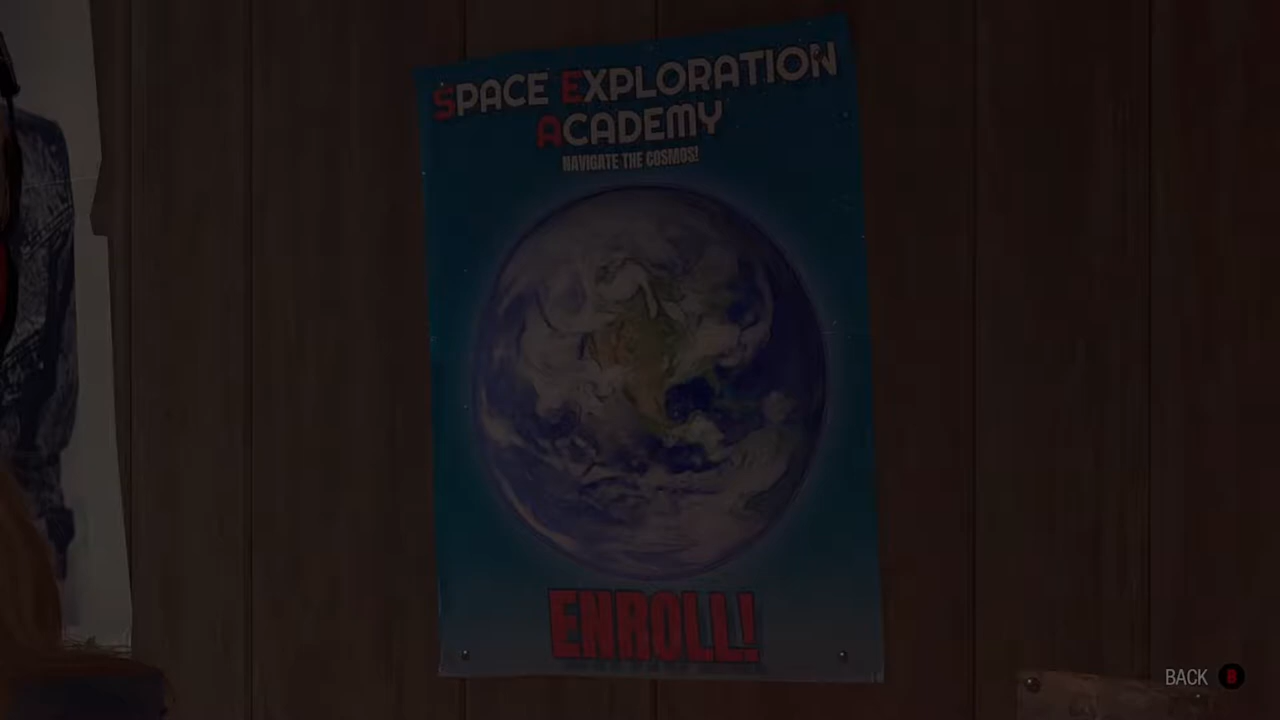 SPACE EXPLORATION
ACADEMY
NAVIGATE THE COSMOS!
ENROLL!
BACK B